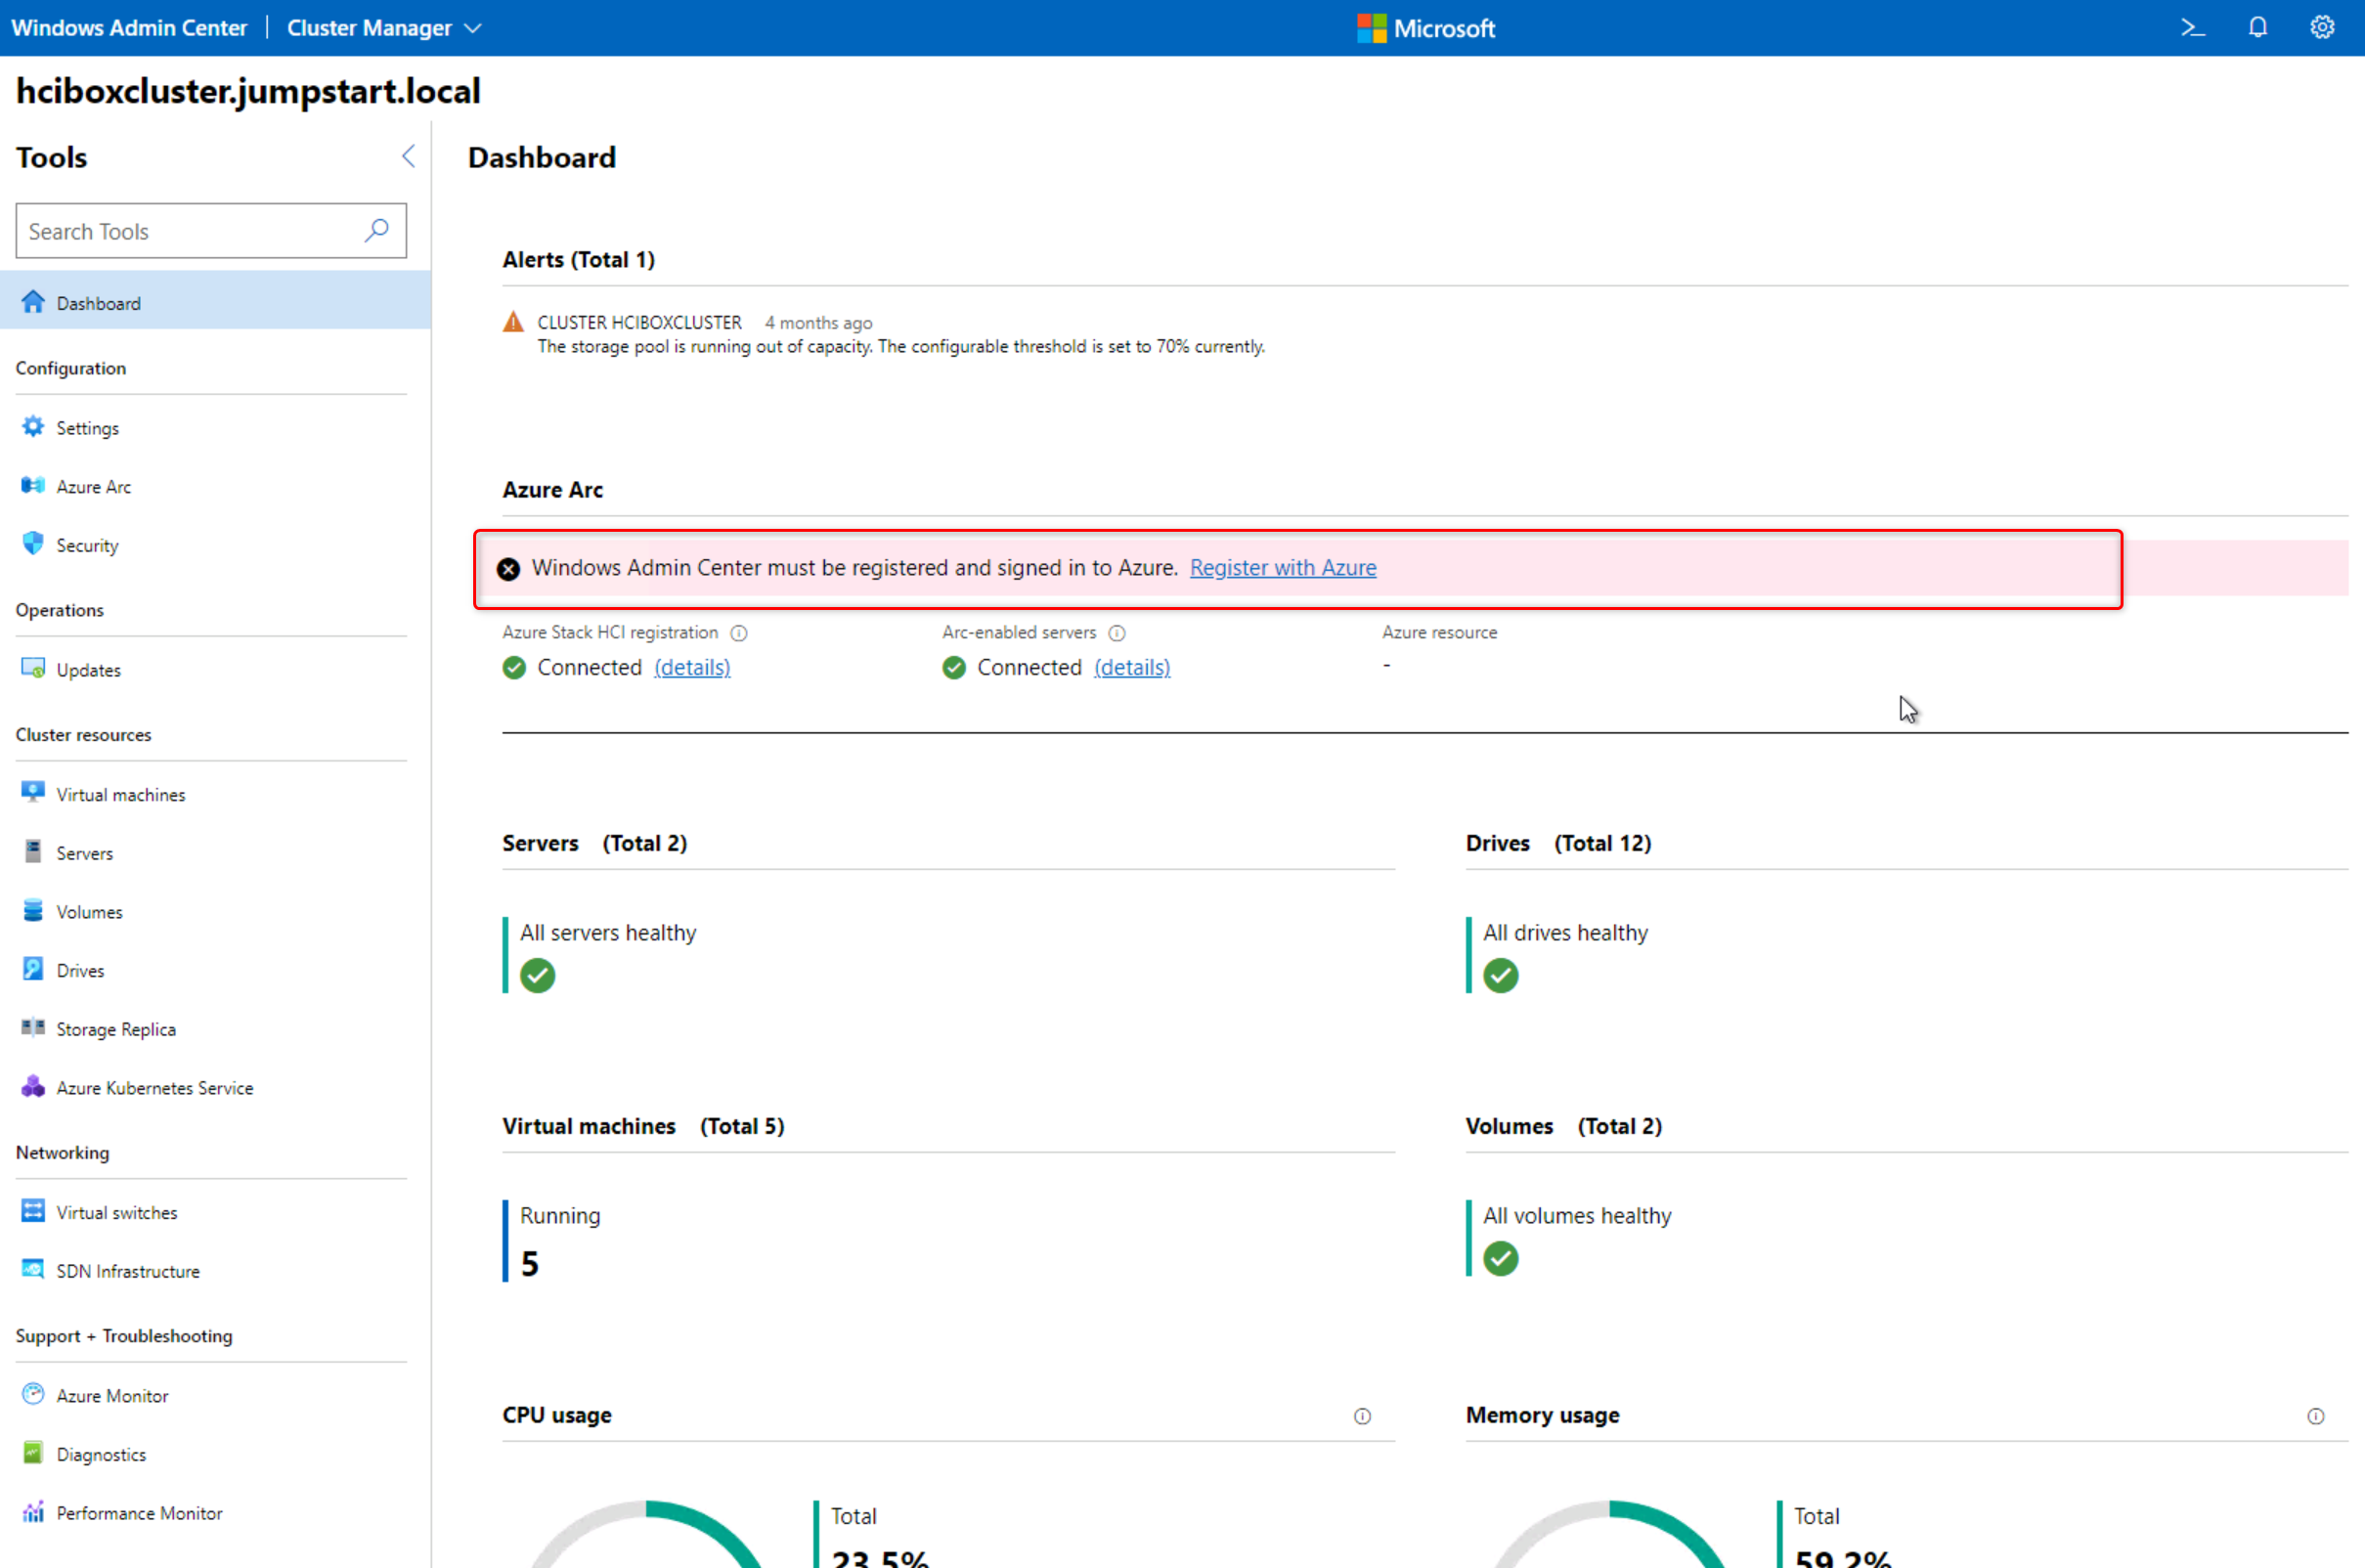 Windows Admin Center | Cluster Manager
Microsoft
hciboxcluster.jumpstart.local
Tools
Search Tools
Dashboard
Configuration
Settings
Azure Arc
Security
Operations
Updates
Cluster resources
Virtual machines
Servers
Volumes
Drives
Storage Replica
Azure Kubernetes Service
Networking
Virtual switches
SDN Infrastructure
Support + Troubleshooting
Azure Monitor
Diagnostics
Performance Monitor
Dashboard
Alerts (Total 1)
CLUSTER HCIBOXCLUSTER 4 months ago
The storage pool is running out of capacity. The configurable threshold is set to 70% currently.
Azure Arc
Windows Admin Center must be registered and signed in to Azure. Register with Azure
Azure Stack HCI registration
Connected (details)
Arc-enabled servers
Connected (details)
Azure resource
-
Servers (Total 2)
All servers healthy
Drives (Total 12)
All drives healthy
Virtual machines (Total 5)
Running
5
Volumes (Total 2)
All volumes healthy
CPU usage
Total
23.5%
Memory usage
Total
59.2%